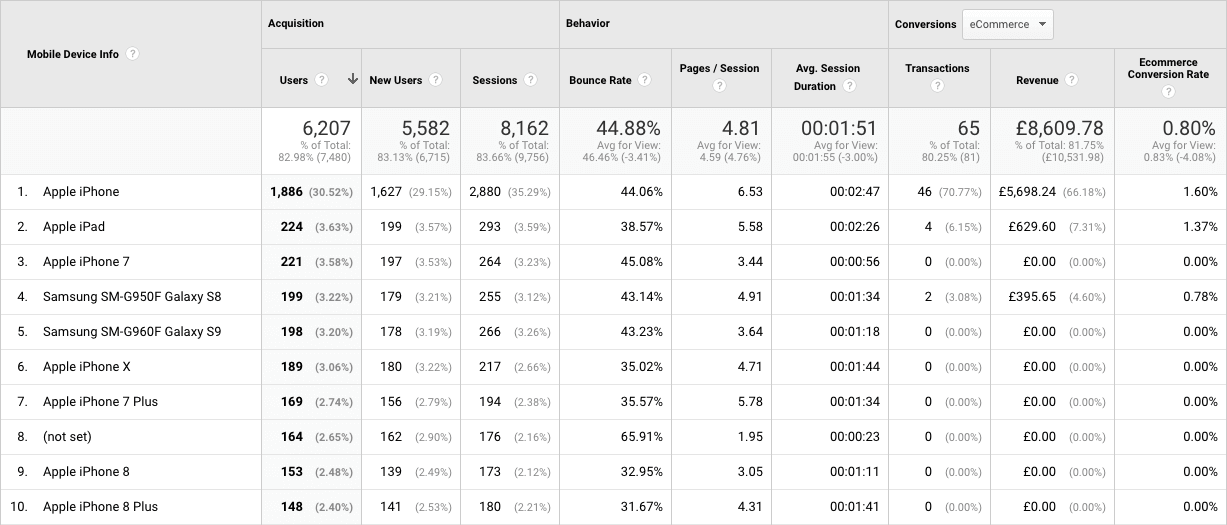 Acquisition Behavior Conversions eCommerce
Mobile Device Info ?
Users ? New Users ? Sessions ? Bounce Rate ? Pages / Session ? Avg. Session Duration ? Transactions ? Revenue ? Ecommerce Conversion Rate ?
6,207 5,582 8,162 44.88% 4.81 00:01:51 65 £8,609.78 0.80%
% of Total: % of Total: % of Total: Avg for View: Avg for View: Avg for View: % of Total: % of Total: 81.75% Avg for View:
82.98% (7,480) 83.13% (6,715) 83.66% (9,756) 46.46% (-3.41%) 4.59 (4.76%) 00:01:55 (-3.00%) 80.25% (81) (£10,531.98) 0.83% (-4.08%)
1. Apple iPhone 1,886 (30.52%) 1,627 (29.15%) 2,880 (35.29%) 44.06% 6.53 00:02:47 46 (70.77%) £5,698.24 (66.18%) 1.60%
2. Apple iPad 224 (3.63%) 199 (3.57%) 293 (3.59%) 38.57% 5.58 00:02:26 4 (6.15%) £629.60 (7.31%) 1.37%
3. Apple iPhone 7 221 (3.58%) 197 (3.53%) 264 (3.23%) 45.08% 3.44 00:00:56 0 (0.00%) £0.00 (0.00%) 0.00%
4. Samsung SM-G950F Galaxy S8 199 (3.22%) 179 (3.21%) 255 (3.12%) 43.14% 4.91 00:01:34 2 (3.08%) £395.65 (4.60%) 0.78%
5. Samsung SM-G960F Galaxy S9 198 (3.20%) 178 (3.19%) 266 (3.26%) 43.23% 3.64 00:01:18 0 (0.00%) £0.00 (0.00%) 0.00%
6. Apple iPhone X 189 (3.06%) 180 (3.22%) 217 (2.66%) 35.02% 4.71 00:01:44 0 (0.00%) £0.00 (0.00%) 0.00%
7. Apple iPhone 7 Plus 169 (2.74%) 156 (2.79%) 194 (2.38%) 35.57% 5.78 00:01:34 0 (0.00%) £0.00 (0.00%) 0.00%
8. (not set) 164 (2.65%) 162 (2.90%) 176 (2.16%) 65.91% 1.95 00:00:23 0 (0.00%) £0.00 (0.00%) 0.00%
9. Apple iPhone 8 153 (2.48%) 139 (2.49%) 173 (2.12%) 32.95% 3.05 00:01:11 0 (0.00%) £0.00 (0.00%) 0.00%
10. Apple iPhone 8 Plus 148 (2.40%) 141 (2.53%) 180 (2.21%) 31.67% 4.31 00:01:41 0 (0.00%) £0.00 (0.00%) 0.00%